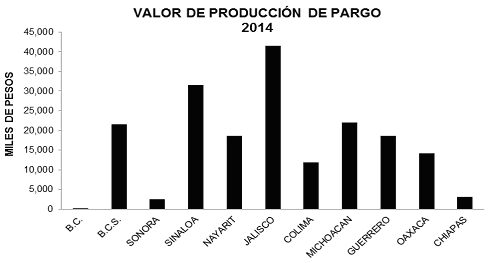 VALOR DE PRODUCCIÓN DE PARGO
2014
MILES DE PESOS
45,000
40,000
35,000
30,000
25,000
20,000
15,000
10,000
5,000
0
B.C.
B.C.S.
SONORA
SINALOA
NAYARIT
JALISCO
COLIMA
MICHOACAN
GUERRERO
OAXACA
CHIAPAS